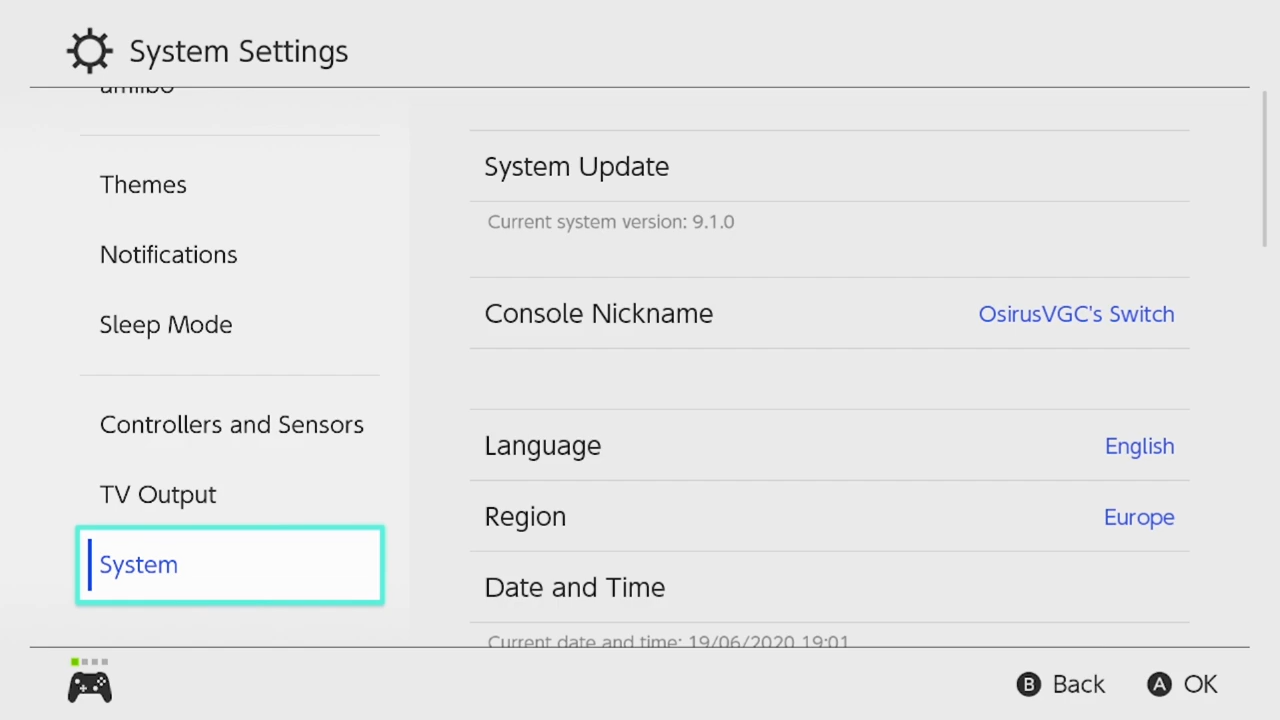 System Settings
amiibo
Themes
Notifications
Sleep Mode
Controllers and Sensors
TV Output
System
System Update
Current system version: 9.1.0
Console Nickname
OsirusVGC's Switch
Language
English
Region
Europe
Date and Time
Current date and time: 19/06/2020 19:01
B Back
A OK